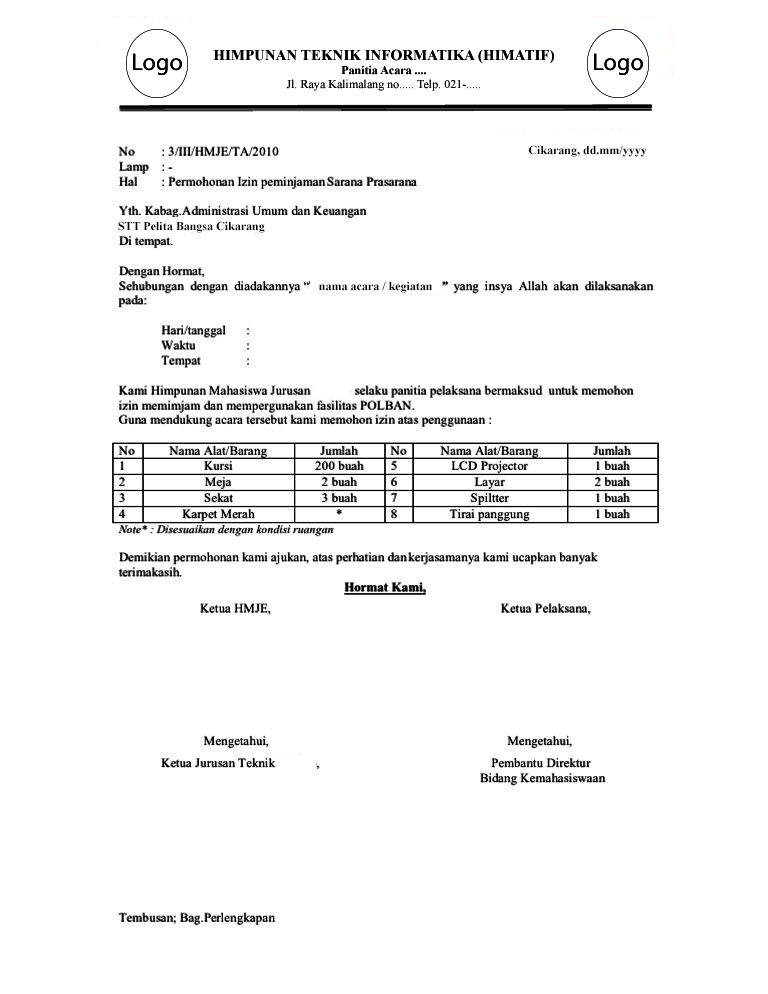 Logo
HIMPUNAN TEKNIK INFORMATIKA (HIMATIF)
Panitia Acara ....
Jl. Raya Kalimalang no..... Telp. 021-.....
Logo
No : 3/III/HMJE/TA/2010
Cikarang, dd.mm/yyyy
Lamp : -
Hal : Permohonan Izin peminjaman Sarana Prasarana
Yth. Kabag.Administrasi Umum dan Keuangan
STT Pelita Bangsa Cikarang
Di tempat.
Dengan Hormat,
Sehubungan dengan diadakannya “ nama acara / kegiatan ” yang insya Allah akan dilaksanakan
pada:
Hari/tanggal :
Waktu :
Tempat :
Kami Himpunan Mahasiswa Jurusan selaku panitia pelaksana bermaksud untuk memohon
izin memimjam dan mempergunakan fasilitas POLBAN.
Guna mendukung acara tersebut kami memohon izin atas penggunaan :
No Nama Alat/Barang Jumlah No Nama Alat/Barang Jumlah
1 Kursi 200 buah 5 LCD Projector 1 buah
2 Meja 2 buah 6 Layar 2 buah
3 Sekat 3 buah 7 Spiltter 1 buah
4 Karpet Merah * 8 Tirai panggung 1 buah
Note* : Disesuaikan dengan kondisi ruangan
Demikian permohonan kami ajukan, atas perhatian dan kerjasamanya kami ucapkan banyak
terimakasih.
Hormat Kami,
Ketua HMJE, Ketua Pelaksana,
Mengetahui, Mengetahui,
Ketua Jurusan Teknik , Pembantu Direktur
Bidang Kemahasiswaan
Tembusan; Bag.Perlengkapan